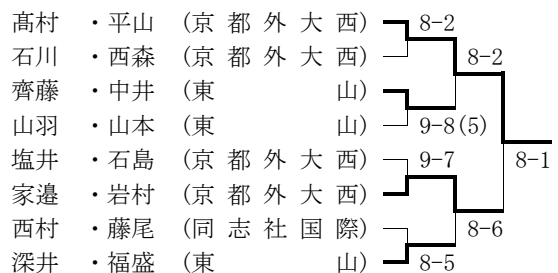 髙村 ・平山 (京 都 外 大 西) 8-2
石川 ・西森 (京 都 外 大 西) 8-2
齊藤 ・中井 (東 山)
山羽 ・山本 (東 山) 9-8(5)
塩井 ・石島 (京 都 外 大 西) 9-7 8-1
家邉 ・岩村 (京 都 外 大 西)
西村 ・藤尾 (同 志 社 国 際) 8-6
深井 ・福盛 (東 山) 8-5